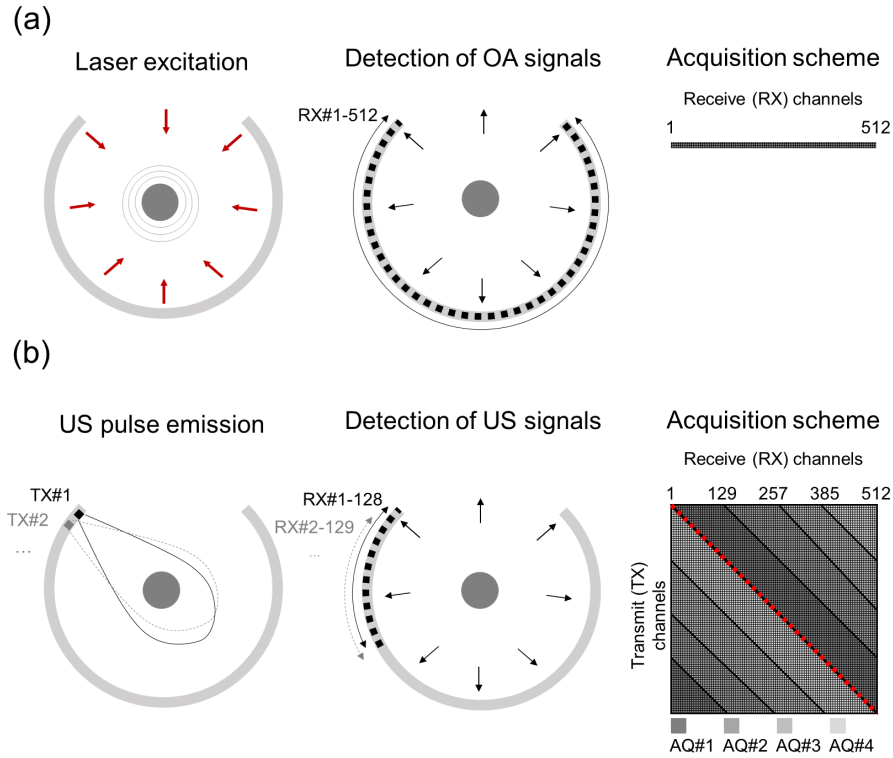 (a)
Laser excitation
Detection of OA signals
Acquisition scheme
Receive (RX) channels
1 512
RX#1-512
(b)
US pulse emission
Detection of US signals
Acquisition scheme
Receive (RX) channels
1 129 257 385 512
TX#1
TX#2
...
RX#1-128
RX#2-129
...
Transmit (TX)
channels
AQ#1 AQ#2 AQ#3 AQ#4